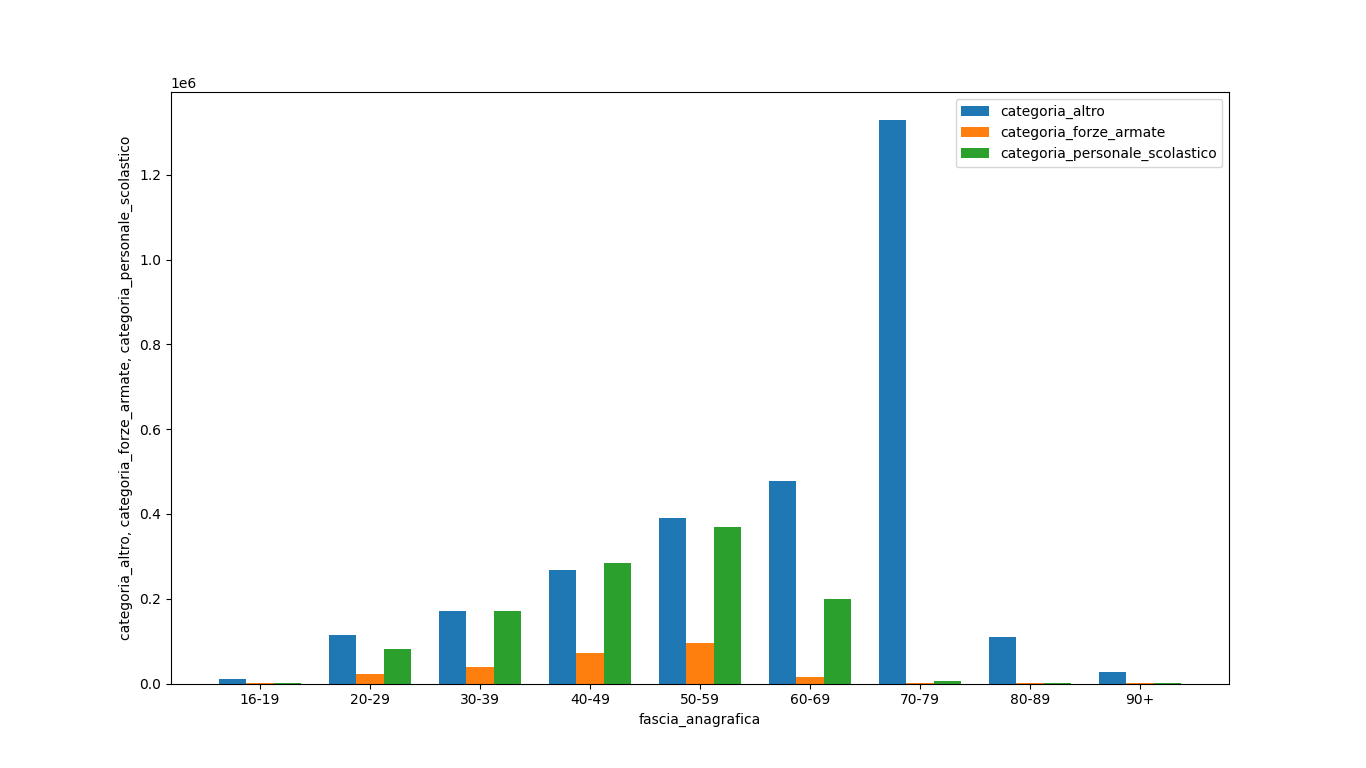 1e6
categoria_altro
categoria_forze_armate
categoria_personale_scolastico
categoria_altro, categoria_forze_armate, categoria_personale_scolastico
1.2
1.0
0.8
0.6
0.4
0.2
0.0
16-19 20-29 30-39 40-49 50-59 60-69 70-79 80-89 90+
fascia_anagrafica